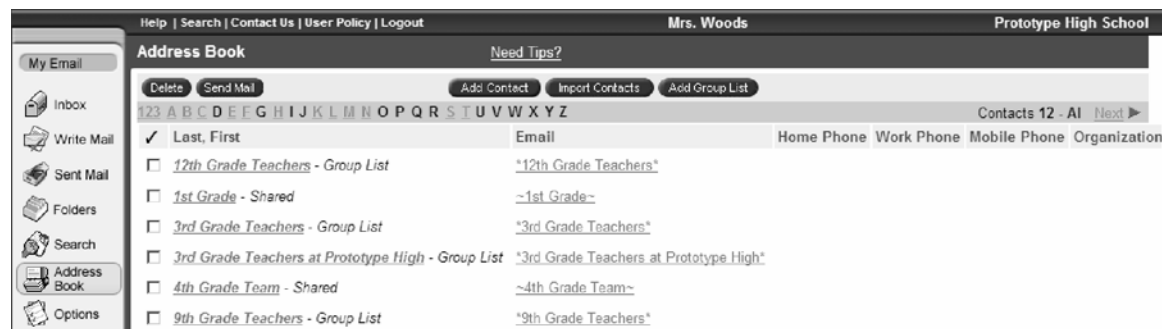 Help | Search | Contact Us | User Policy | Logout Mrs. Woods Prototype High School
My Email
Inbox
Write Mail
Sent Mail
Folders
Search
Address
Book
Options
Address Book Need Tips?
Delete Send Mail Add Contact Import Contacts Add Group List
123 A B C D E F G H I J K L M N O P Q R S T U V W X Y Z Contacts 12 - AI Next ▶
✓ Last, First Email Home Phone Work Phone Mobile Phone Organization
12th Grade Teachers - Group List *12th Grade Teachers*
1st Grade - Shared ~1st Grade~
3rd Grade Teachers - Group List *3rd Grade Teachers*
3rd Grade Teachers at Prototype High - Group List *3rd Grade Teachers at Prototype High*
4th Grade Team - Shared ~4th Grade Team~
9th Grade Teachers - Group List *9th Grade Teachers*